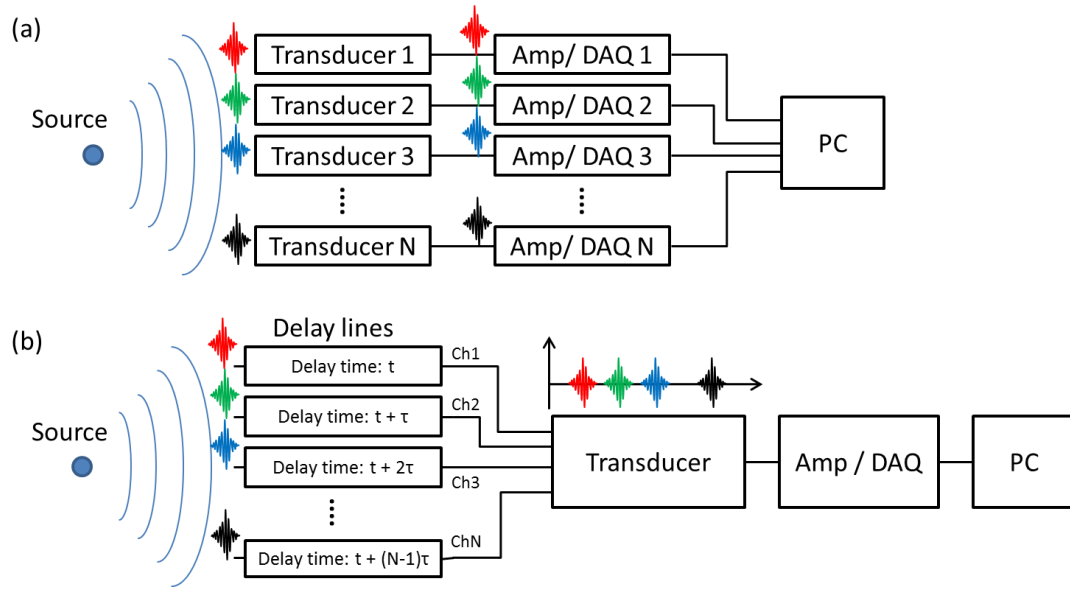 (a)
Source
Transducer 1
Amp/ DAQ 1
Transducer 2
Amp/ DAQ 2
Transducer 3
Amp/ DAQ 3
Transducer N
Amp/ DAQ N
PC
(b)
Source
Delay lines
Delay time: t
Ch1
Delay time: t + τ
Ch2
Delay time: t + 2τ
Ch3
Delay time: t + (N-1)τ
ChN
Transducer
Amp / DAQ
PC